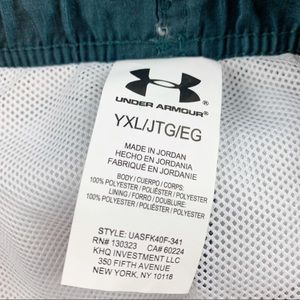 UNDER ARMOUR®
YXL/JTG/EG
MADE IN JORDAN
HECHO EN JORDANIA
FABRIQUÉ EN JORDANIE
BODY / CUERPO / CORPS:
100% POLYESTER / POLIÉSTER / POLYESTER
LINING / FORRO / DOUBLURE:
100% POLYESTER / POLIÉSTER / POLYESTER
STYLE: UASFK40F-341
RN# 130323 CA# 60224
KHQ INVESTMENT LLC
350 FIFTH AVENUE
NEW YORK, NY 10118